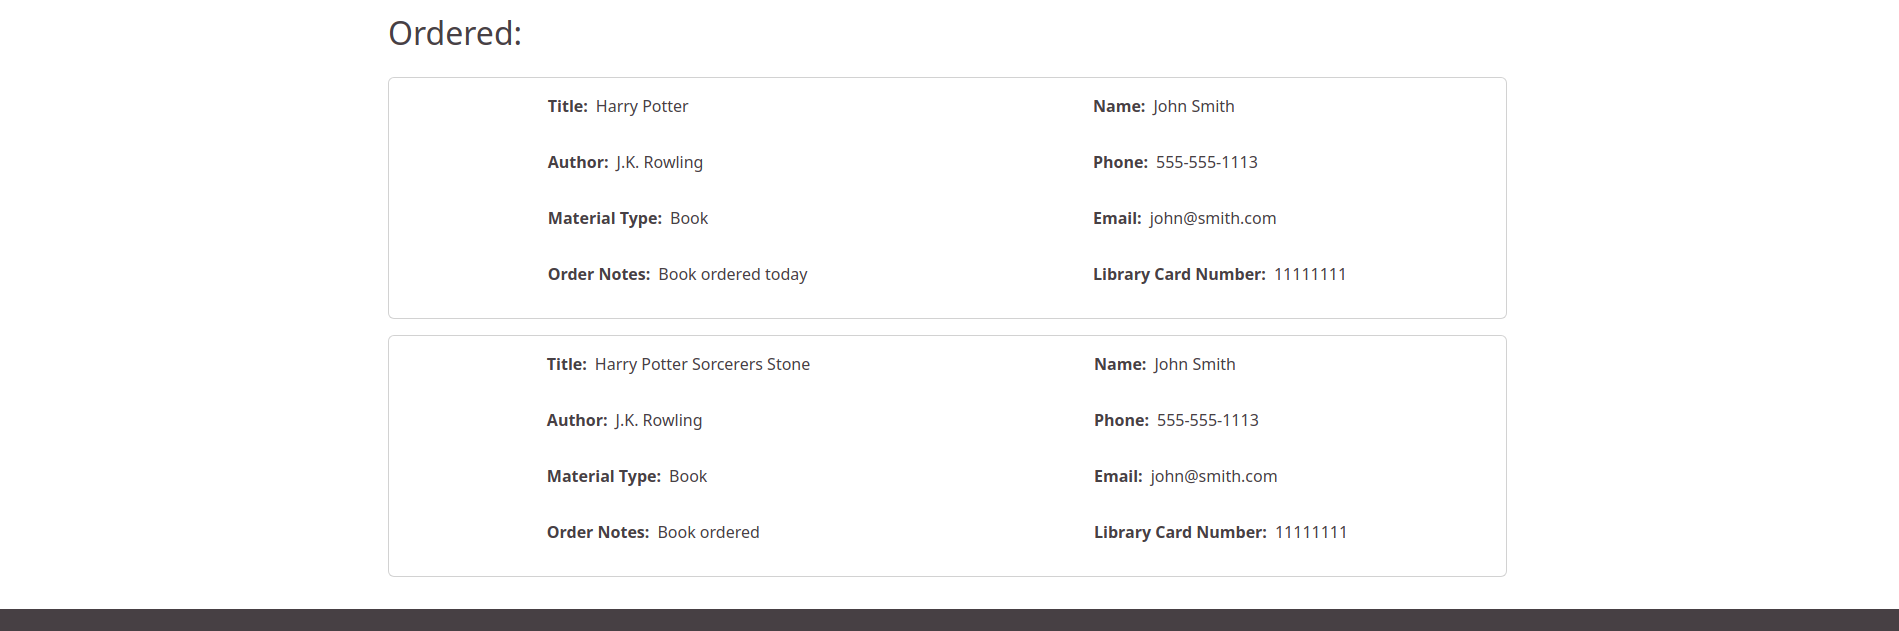 Ordered:
Title: Harry Potter
Name: John Smith
Author: J.K. Rowling
Phone: 555-555-1113
Material Type: Book
Email: john@smith.com
Order Notes: Book ordered today
Library Card Number: 11111111
Title: Harry Potter Sorcerers Stone
Name: John Smith
Author: J.K. Rowling
Phone: 555-555-1113
Material Type: Book
Email: john@smith.com
Order Notes: Book ordered
Library Card Number: 11111111